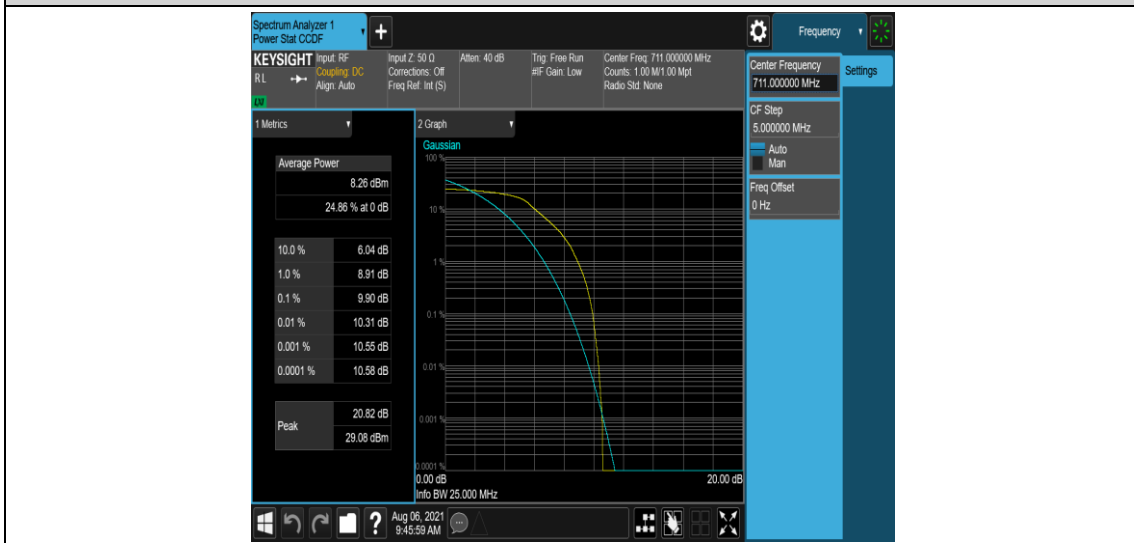 Spectrum Analyzer 1
Power Stat CCDF
+
Frequency
KEYSIGHT
RL
Input: RF
Coupling: DC
Align: Auto
Input Z: 50 Ω
Corrections: Off
Freq Ref: Int (S)
Atten: 40 dB
Trig: Free Run
#IF Gain: Low
Center Freq: 711.000000 MHz
Counts: 1.00 M/1.00 Mpt
Radio Std: None
Center Frequency
711.000000 MHz
Settings
CF Step
5.000000 MHz
Auto
Man
Freq Offset
0 Hz
1 Metrics
Average Power
8.26 dBm
24.86 % at 0 dB
10.0 % 6.04 dB
1.0 % 8.91 dB
0.1 % 9.90 dB
0.01 % 10.31 dB
0.001 % 10.55 dB
0.0001 % 10.58 dB
Peak
20.82 dB
29.08 dBm
2 Graph
Gaussian
100 %
10 %
1 %
0.1 %
0.01 %
0.001 %
0.0001 %
0.00 dB
20.00 dB
Info BW 25.000 MHz
?
Aug 06, 2021
9:45:59 AM